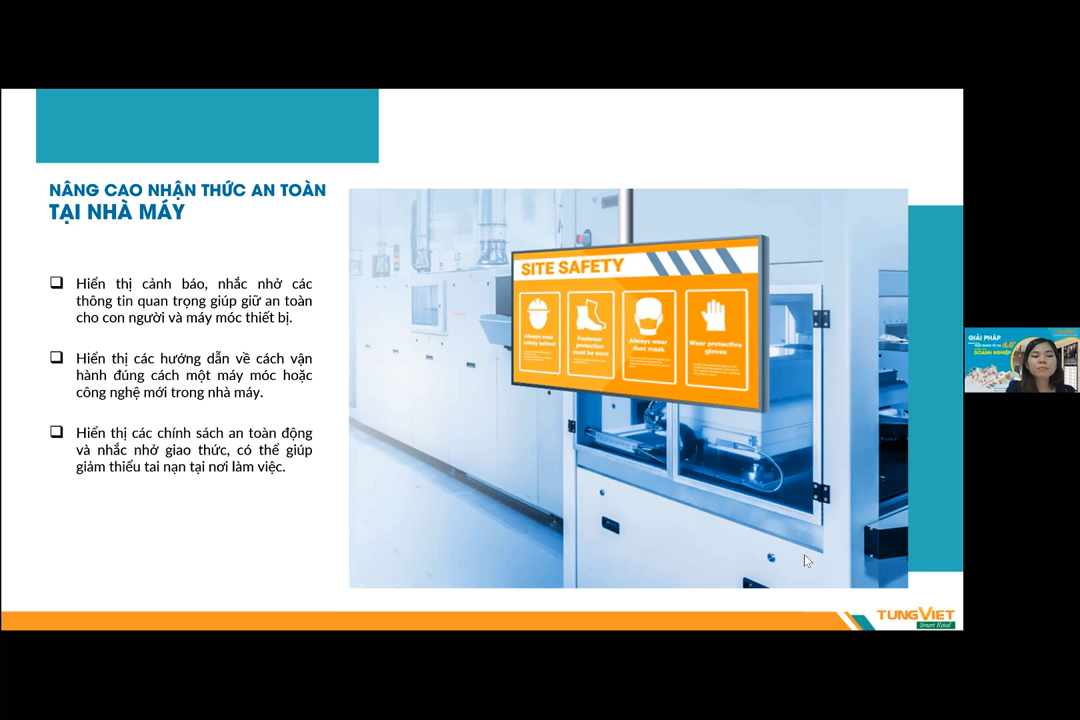 NÂNG CAO NHẬN THỨC AN TOÀN
TẠI NHÀ MÁY
Hiển thị cảnh báo, nhắc nhở các
thông tin quan trọng giúp giữ an toàn
cho con người và máy móc thiết bị.
Hiển thị các hướng dẫn về cách vận
hành đúng cách một máy móc hoặc
công nghệ mới trong nhà máy.
Hiển thị các chính sách an toàn động
và nhắc nhở giao thức, có thể giúp
giảm thiểu tai nạn tại nơi làm việc.
SITE SAFETY
Always wear
safety helmet
Footwear
protection
must be worn
Always wear
dust mask
Wear protective
gloves
GIẢI PHÁP
DOANH NGHIỆP
TUNGVIET
Smart Retail